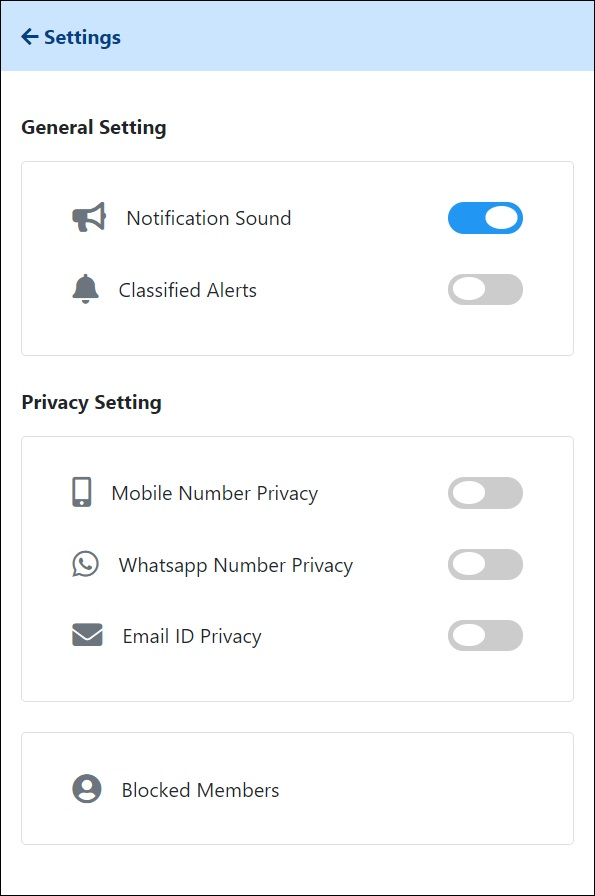 Settings
General Setting
Notification Sound
Classified Alerts
Privacy Setting
Mobile Number Privacy
Whatsapp Number Privacy
Email ID Privacy
Blocked Members